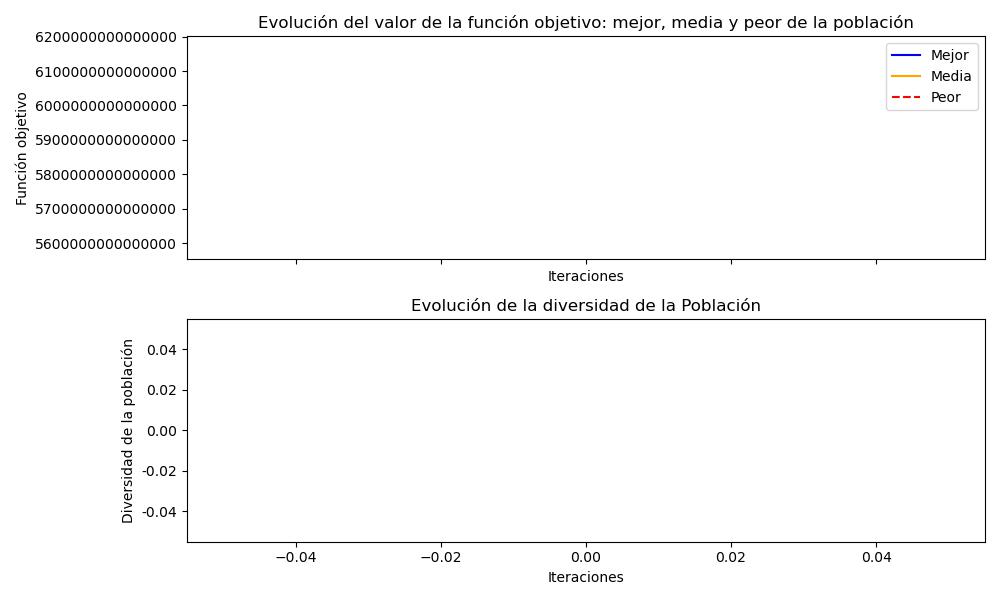 Evolución del valor de la función objetivo: mejor, media y peor de la población
Función objetivo
6200000000000000
6100000000000000
6000000000000000
5900000000000000
5800000000000000
5700000000000000
5600000000000000
Mejor
Media
Peor
Iteraciones
Evolución de la diversidad de la Población
Diversidad de la población
0.04
0.02
0.00
-0.02
-0.04
−0.04
−0.02
0.00
0.02
0.04
Iteraciones